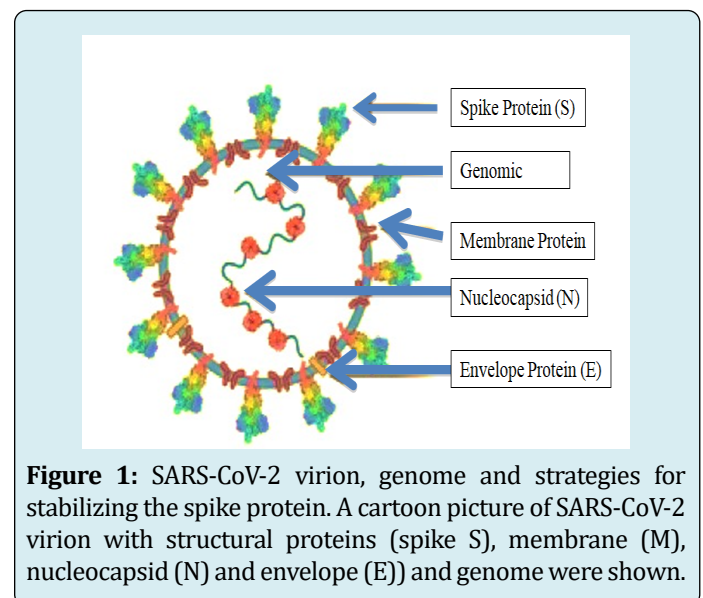 Spike Protein (S)
Genomic
Membrane Protein
Nucleocapsid (N)
Envelope Protein (E)
Figure 1: SARS-CoV-2 virion, genome and strategies for
stabilizing the spike protein. A cartoon picture of SARS-CoV-2
virion with structural proteins (spike S), membrane (M),
nucleocapsid (N) and envelope (E)) and genome were shown.